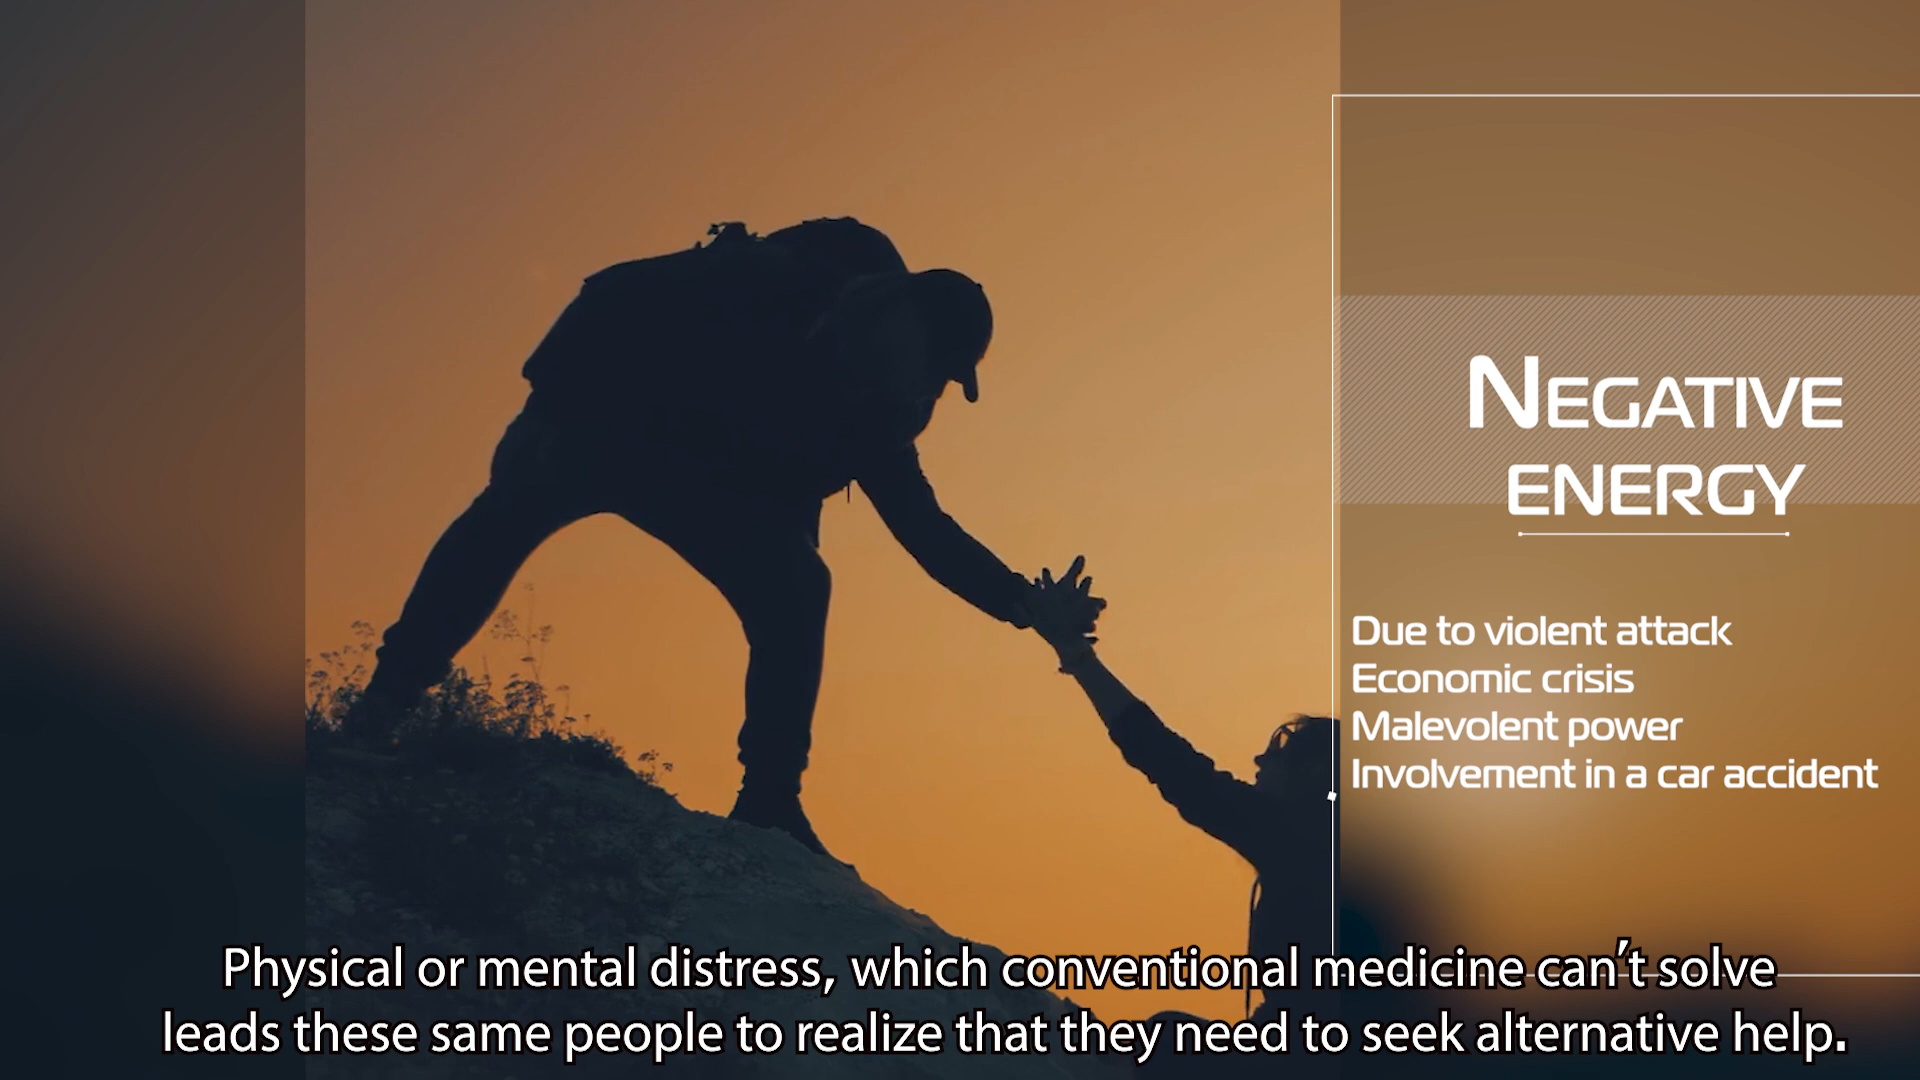 NEGATIVE
ENERGY
Due to violent attack
Economic crisis
Malevolent power
Involvement in a car accident
Physical or mental distress, which conventional medicine can't solve
leads these same people to realize that they need to seek alternative help.